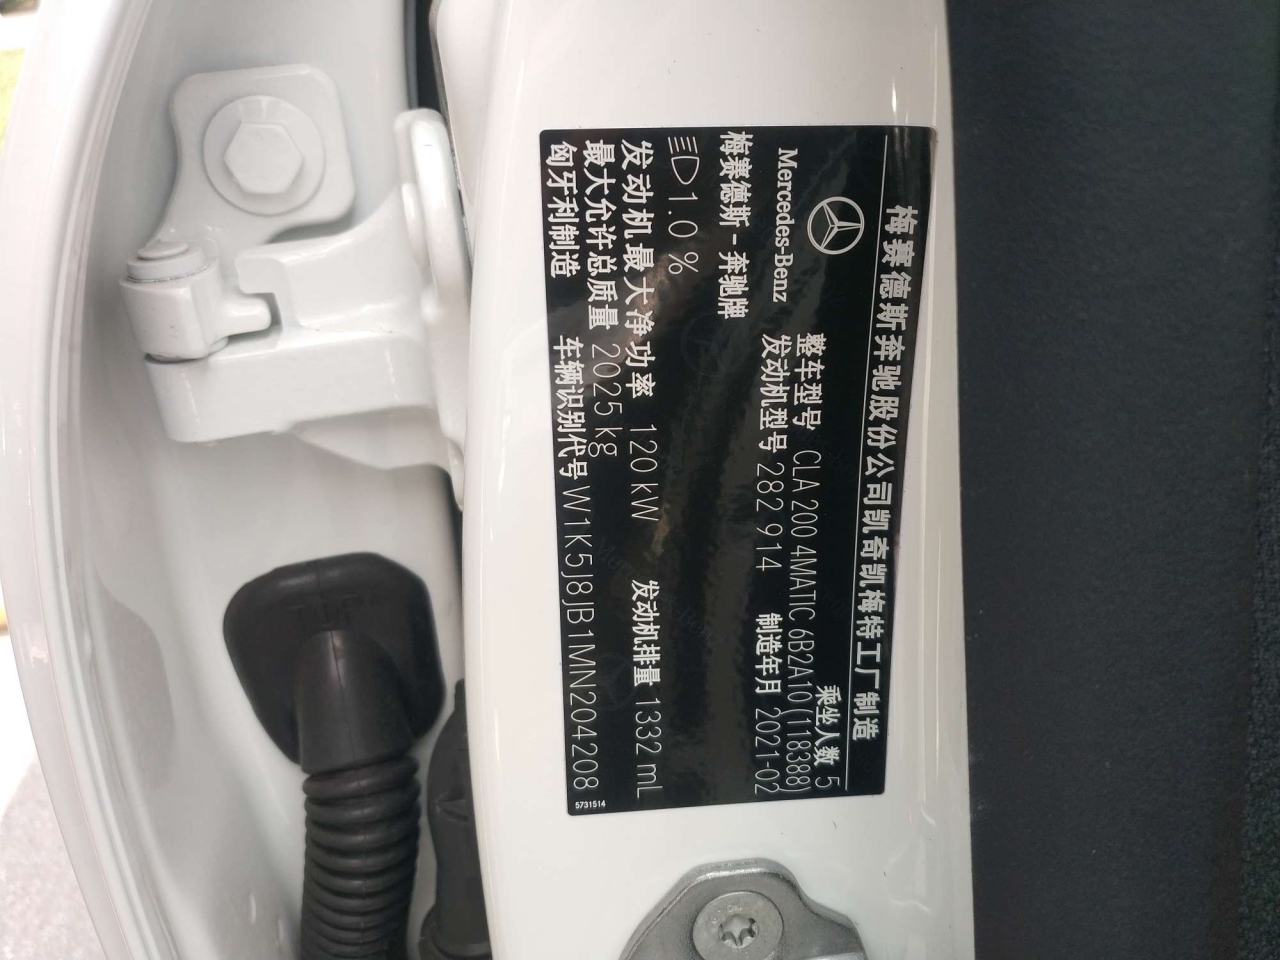 梅赛德斯奔驰股份公司凯奇凯梅特工厂制造
乘坐人数 5
Mercedes-Benz
整车型号 CLA 200 4MATIC 6B2A10 (118388)
发动机型号 282 914 制造年月 2021-02
梅赛德斯-奔驰牌
1.0 %
发动机最大净功率 120 kW 发动机排量 1332 mL
最大允许总质量 2025 kg
匈牙利制造 车辆识别代号 W1K5J8JB1MN204208
5731514